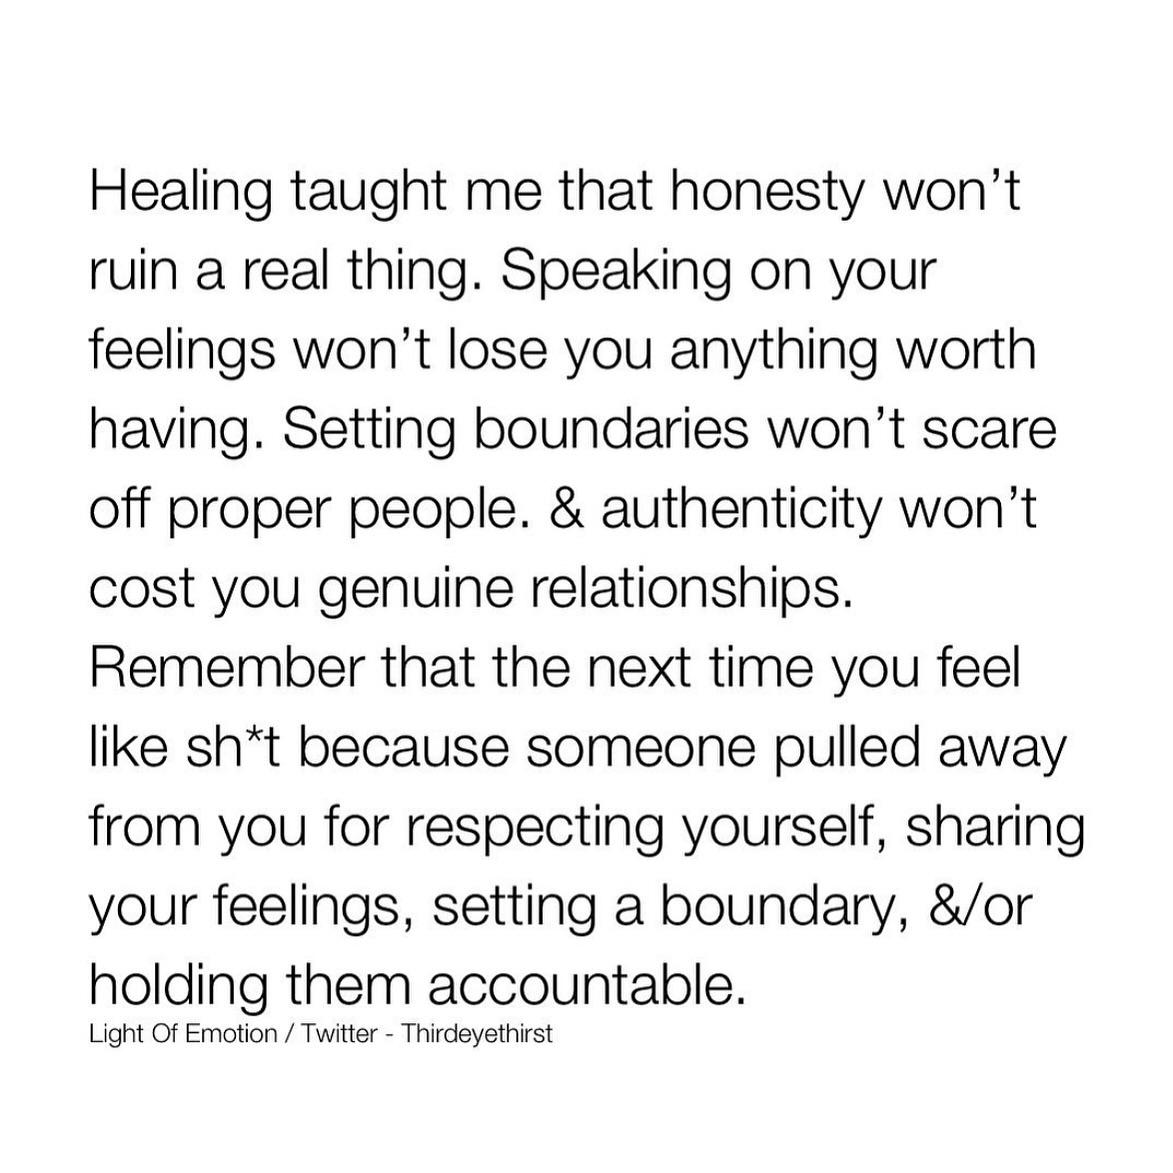 Healing taught me that honesty won’t
ruin a real thing. Speaking on your
feelings won’t lose you anything worth
having. Setting boundaries won’t scare
off proper people. & authenticity won’t
cost you genuine relationships.
Remember that the next time you feel
like sh*t because someone pulled away
from you for respecting yourself, sharing
your feelings, setting a boundary, &/or
holding them accountable.
Light Of Emotion / Twitter - Thirdeyethirst